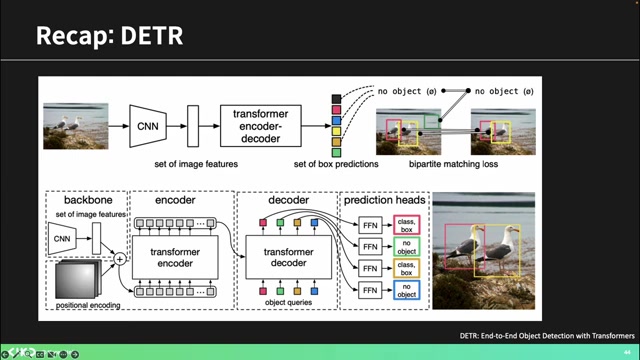 Recap: DETR
CNN
set of image features
transformer
encoder-
decoder
set of box predictions
no object (ø)
no object (ø)
bipartite matching loss
backbone
set of image features
CNN
positional encoding
+
encoder
...
transformer
encoder
...
decoder
transformer
decoder
object queries
prediction heads
FFN
class,
box
FFN
no
object
FFN
class,
box
FFN
no
object
DETR: End-to-End Object Detection with Transformers
44